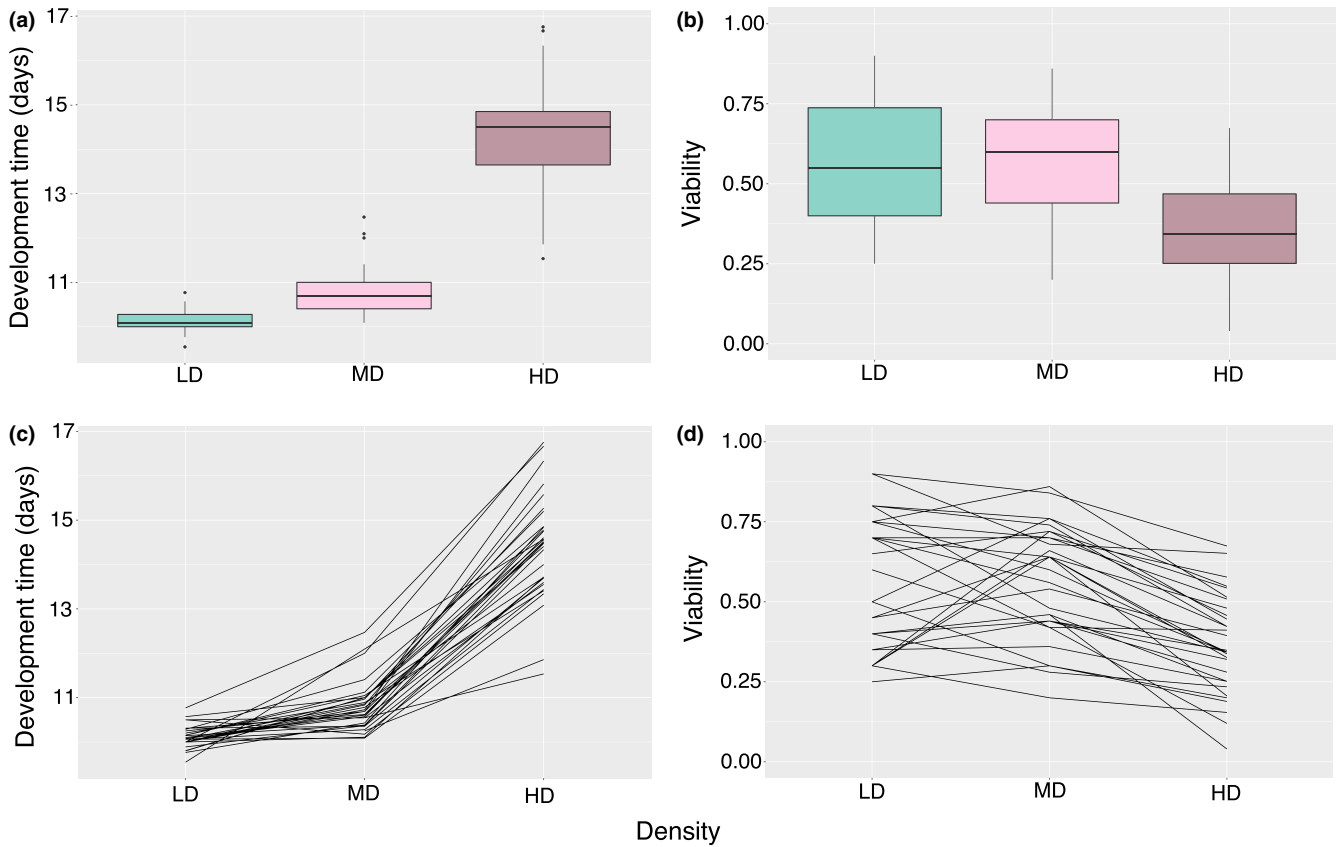 (a)
Development time (days)
17
15
13
11
LD MD HD
(b)
Viability
1.00
0.75
0.50
0.25
0.00
LD MD HD
(c)
Development time (days)
17
15
13
11
LD MD HD
(d)
Viability
1.00
0.75
0.50
0.25
0.00
LD MD HD
Density